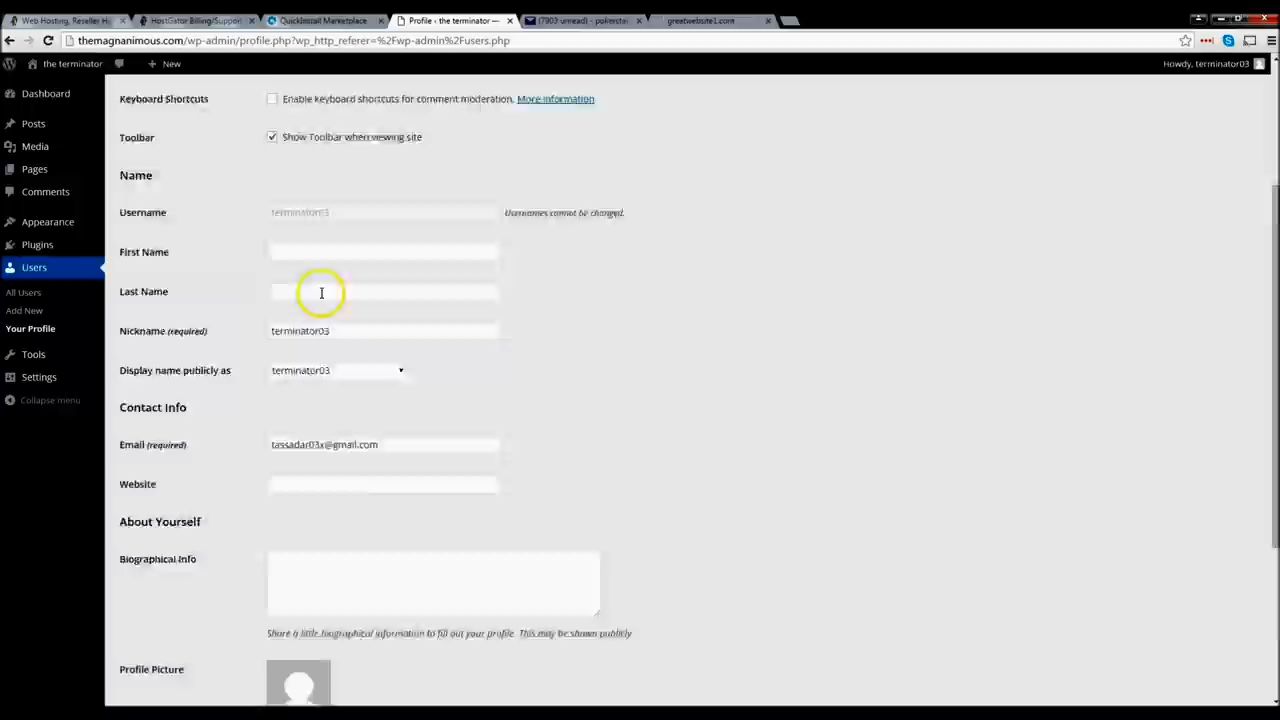 Web Hosting, Reseller H
HostGator Billing/Support
QuickInstall Marketplace
Profile ‹ the terminator —
(7903 unread) - pokerstar
greatwebsite1.com
themagnanimous.com/wp-admin/profile.php?wp_http_referer=%2Fwp-admin%2Fusers.php
the terminator
New
Howdy, terminator03
Dashboard
Posts
Media
Pages
Comments
Appearance
Plugins
Users
All Users
Add New
Your Profile
Tools
Settings
Collapse menu
Keyboard Shortcuts
Enable keyboard shortcuts for comment moderation. More information
Toolbar
Show Toolbar when viewing site
Name
Username
terminator03
Usernames cannot be changed.
First Name
Last Name
Nickname (required)
terminator03
Display name publicly as
terminator03
Contact Info
Email (required)
tassadar03x@gmail.com
Website
About Yourself
Biographical Info
Share a little biographical information to fill out your profile. This may be shown publicly
Profile Picture